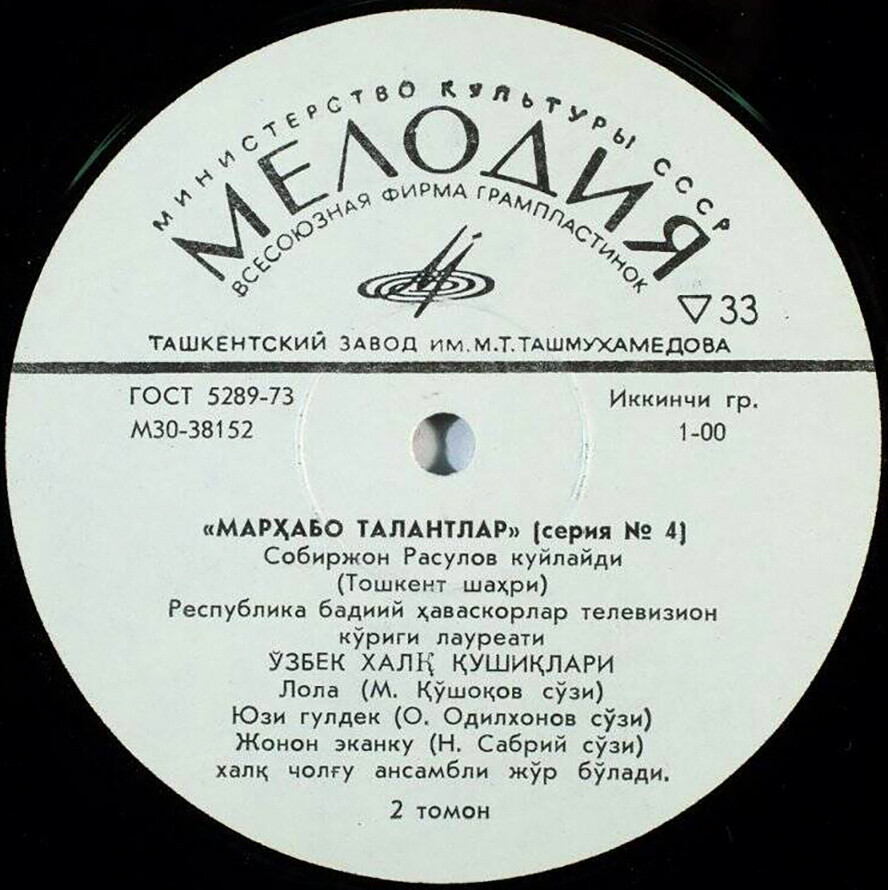 МИНИСТЕРСТВО КУЛЬТУРЫ СССР
МЕЛОДИЯ
ВСЕСОЮЗНАЯ ФИРМА ГРАМПЛАСТИНОК
▽33
ТАШКЕНТСКИЙ ЗАВОД ИМ. М.Т.ТАШМУХАМЕДОВА
ГОСТ 5289-73
Иккинчи гр.
М30-38152
1-00
«МАРҲАБО ТАЛАНТЛАР» (серия № 4)
Собиржон Расулов куйлайди
(Тошкент шаҳри)
Республика бадиий ҳаваскорлар телевизион
кўриги лауреати
ЎЗБЕК ХАЛҚ ҚУШИҚЛАРИ
Лола (М. Қўшоқов сўзи)
Юзи гулдек (О. Одилхонов сўзи)
Жонон эканку (Н. Сабрий сўзи)
халқ чолғу ансамбли жўр бўлади.
2 томон